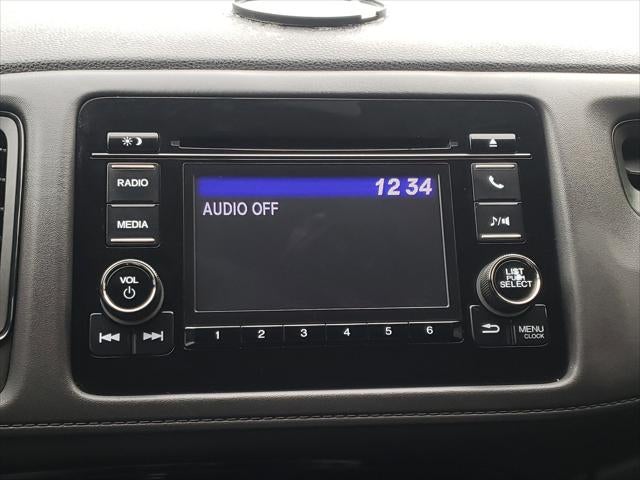 RADIO
MEDIA
VOL
12 34
AUDIO OFF
1 2 3 4 5 6
LIST
PUSH
SELECT
MENU
CLOCK